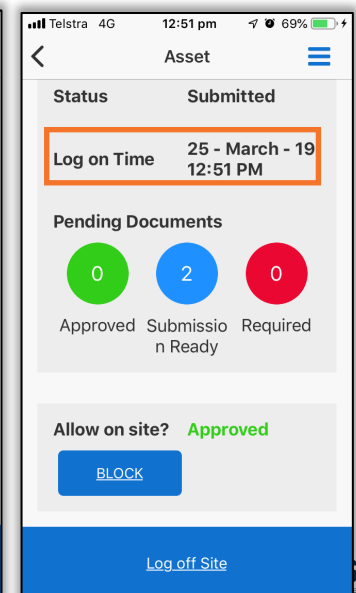 Telstra 4G 12:51 pm 69%
Asset
Status Submitted
Log on Time 25 - March - 19
12:51 PM
Pending Documents
0 2 0
Approved Submissio Required
n Ready
Allow on site? Approved
BLOCK
Log off Site